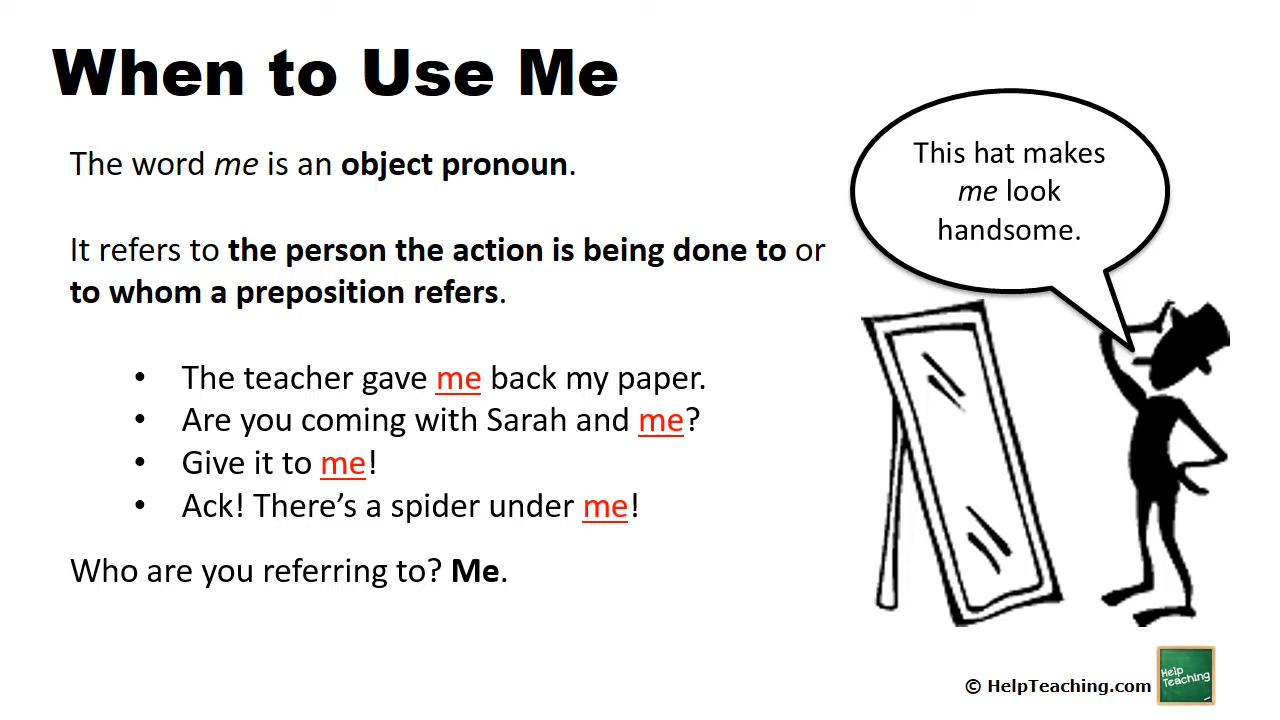 When to Use Me
The word me is an object pronoun.
It refers to the person the action is being done to or
to whom a preposition refers.
• The teacher gave me back my paper.
• Are you coming with Sarah and me?
• Give it to me!
• Ack! There’s a spider under me!
Who are you referring to? Me.
This hat makes
me look
handsome.
© HelpTeaching.com
Help
Teaching